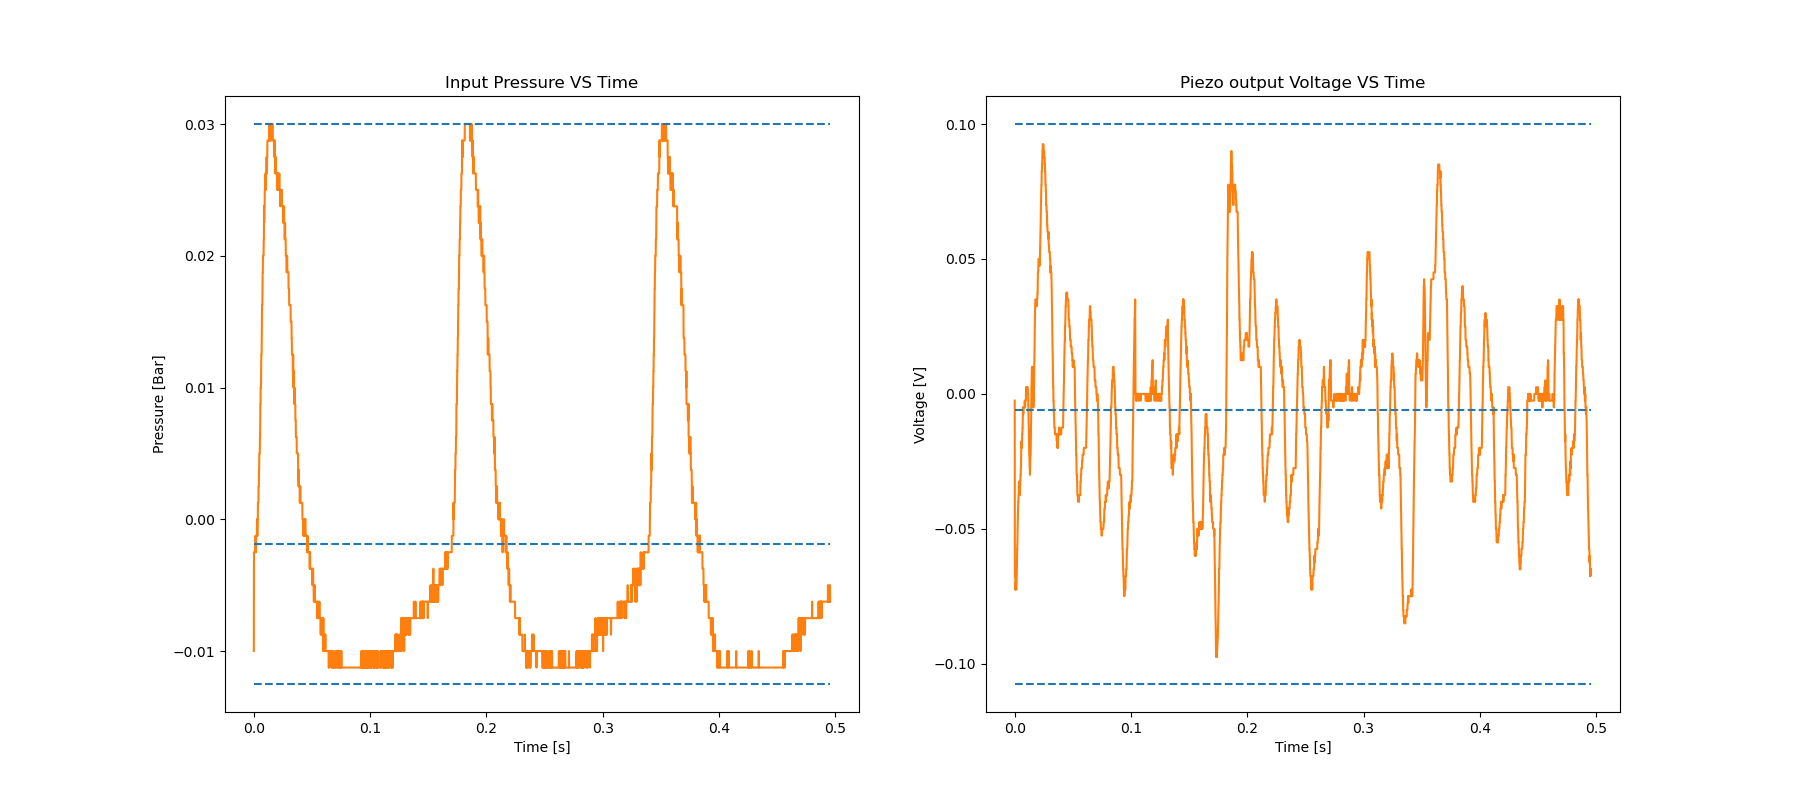 Input Pressure VS Time
Pressure [Bar]
0.03
0.02
0.01
0.00
−0.01
0.0 0.1 0.2 0.3 0.4 0.5
Time [s]
Piezo output Voltage VS Time
Voltage [V]
0.10
0.05
0.00
−0.05
−0.10
0.0 0.1 0.2 0.3 0.4 0.5
Time [s]